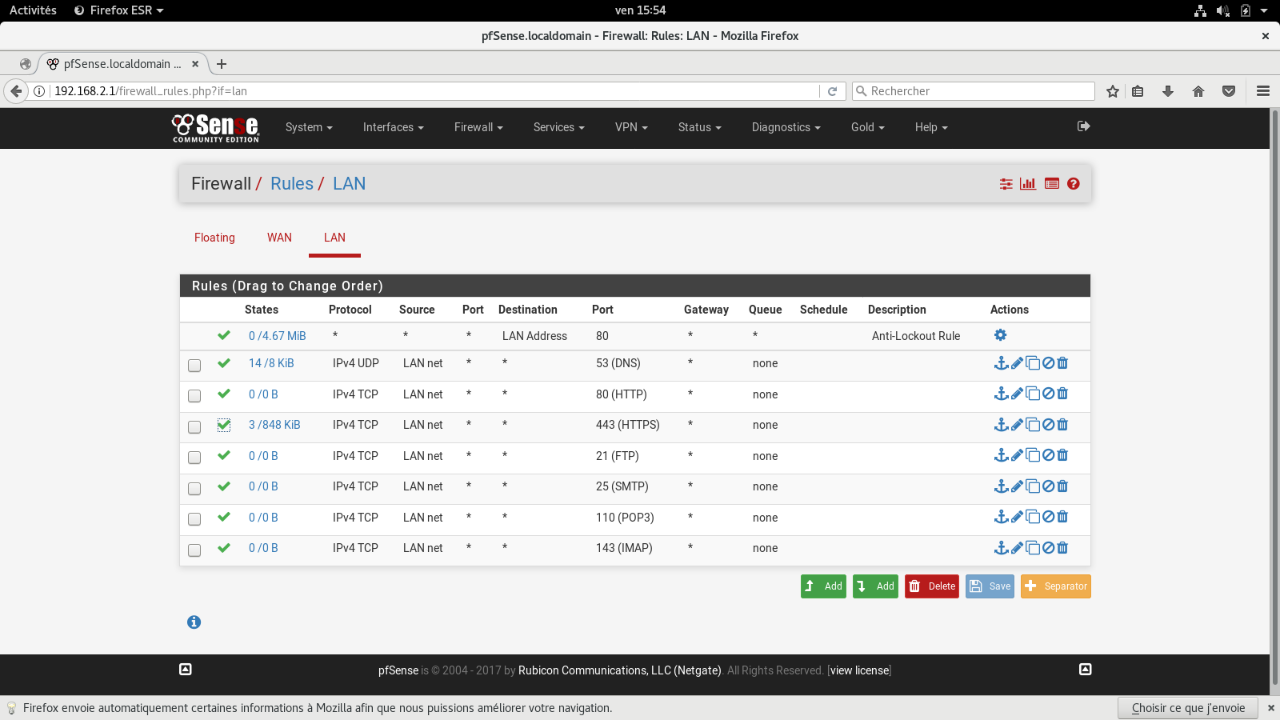 Activités Firefox ESR ven 15:54
pfSense.localdomain - Firewall: Rules: LAN - Mozilla Firefox
pfSense.localdomain ...
192.168.2.1/firewall_rules.php?if=lan Rechercher
Sense System Interfaces Firewall Services VPN Status Diagnostics Gold Help
COMMUNITY EDITION
Firewall / Rules / LAN
Floating WAN LAN
Rules (Drag to Change Order)
States Protocol Source Port Destination Port Gateway Queue Schedule Description Actions
0 /4.67 MiB * * * LAN Address 80 * * Anti-Lockout Rule
14 /8 KiB IPv4 UDP LAN net * * 53 (DNS) * none
0 /0 B IPv4 TCP LAN net * * 80 (HTTP) * none
3 /848 KiB IPv4 TCP LAN net * * 443 (HTTPS) * none
0 /0 B IPv4 TCP LAN net * * 21 (FTP) * none
0 /0 B IPv4 TCP LAN net * * 25 (SMTP) * none
0 /0 B IPv4 TCP LAN net * * 110 (POP3) * none
0 /0 B IPv4 TCP LAN net * * 143 (IMAP) * none
Add Add Delete Save Separator
pfSense is © 2004 - 2017 by Rubicon Communications, LLC (Netgate). All Rights Reserved. [view license]
Firefox envoie automatiquement certaines informations à Mozilla afin que nous puissions améliorer votre navigation. Choisir ce que j'envoie